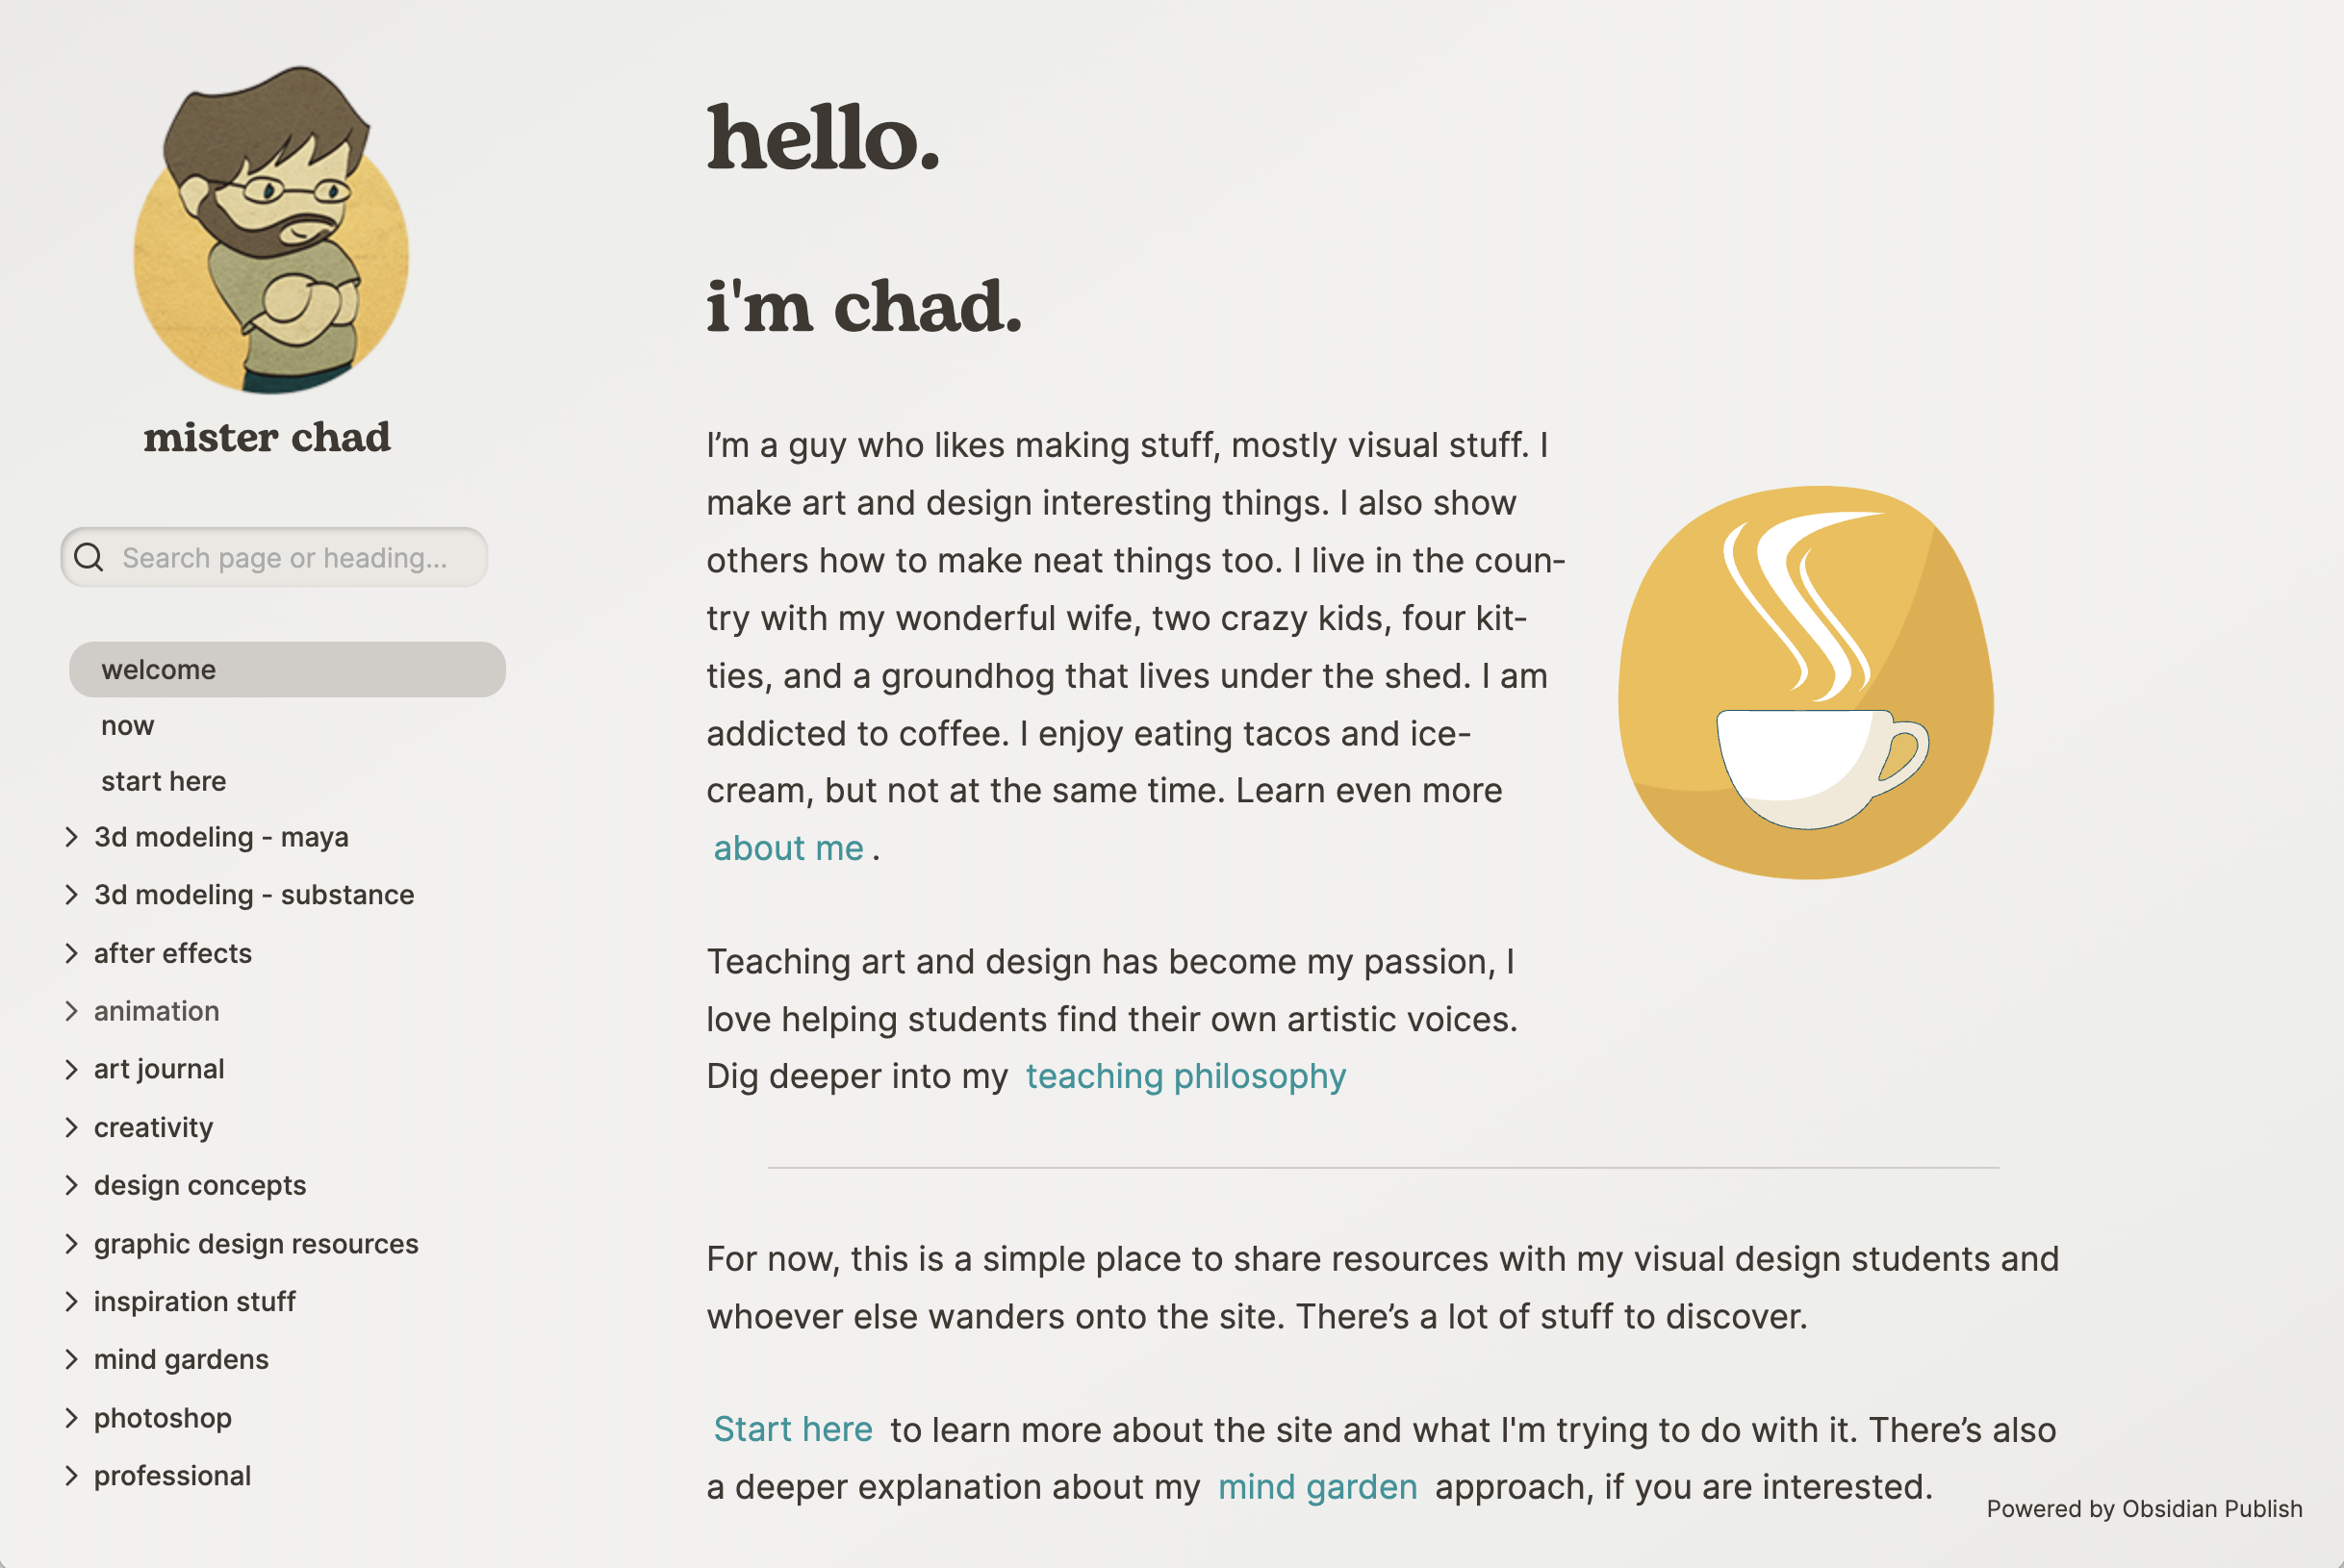 mister chad
Search page or heading...
welcome
now
start here
3d modeling - maya
3d modeling - substance
after effects
animation
art journal
creativity
design concepts
graphic design resources
inspiration stuff
mind gardens
photoshop
professional
hello.
i'm chad.
I’m a guy who likes making stuff, mostly visual stuff. I
make art and design interesting things. I also show
others how to make neat things too. I live in the coun-
try with my wonderful wife, two crazy kids, four kit-
ties, and a groundhog that lives under the shed. I am
addicted to coffee. I enjoy eating tacos and ice-
cream, but not at the same time. Learn even more
about me .
Teaching art and design has become my passion, I
love helping students find their own artistic voices.
Dig deeper into my teaching philosophy
For now, this is a simple place to share resources with my visual design students and
whoever else wanders onto the site. There’s a lot of stuff to discover.
Start here to learn more about the site and what I'm trying to do with it. There’s also
a deeper explanation about my mind garden approach, if you are interested.
Powered by Obsidian Publish